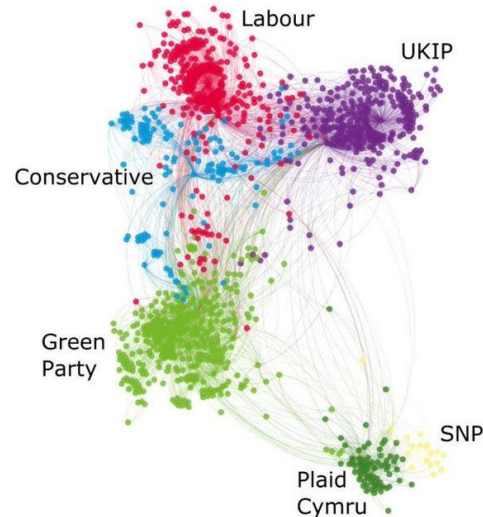 Labour
UKIP
Conservative
Green
Party
SNP
Plaid
Cymru